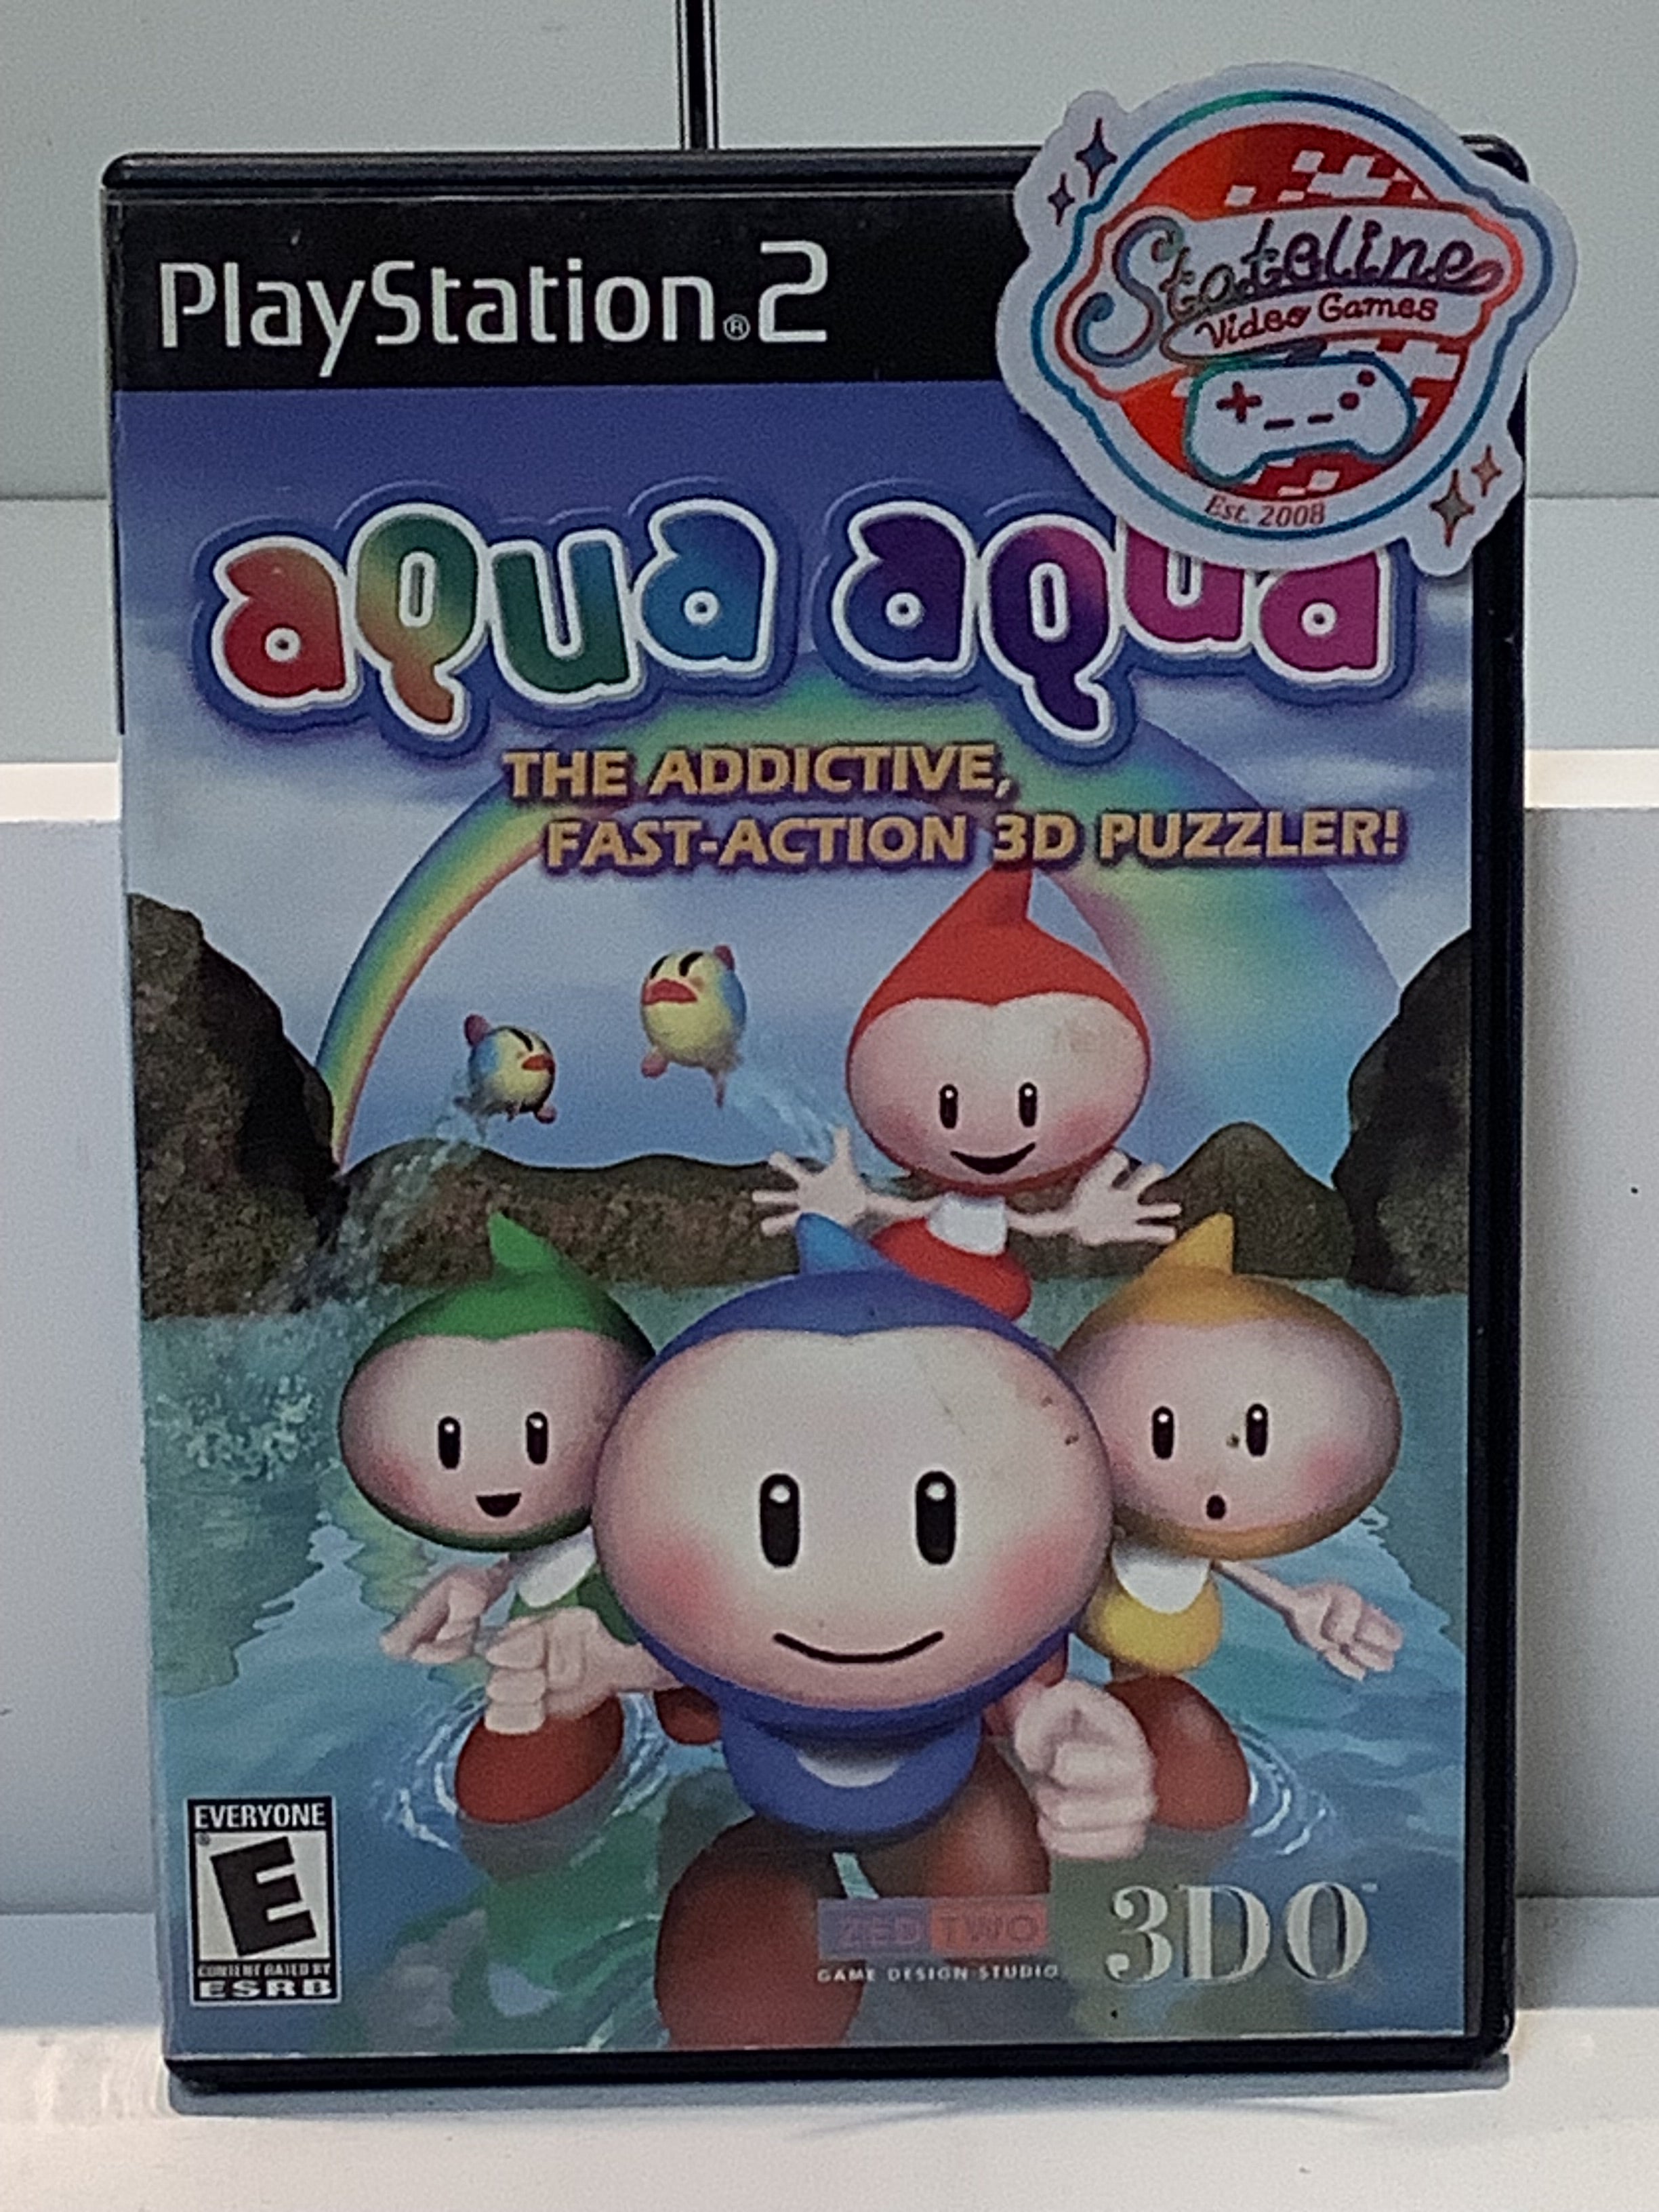 PlayStation®2
Stateline
Video Games
Est. 2008
aqua aqua
THE ADDICTIVE,
FAST-ACTION 3D PUZZLER!
EVERYONE
E
®
CONTENT RATED BY
ESRB
ZED TWO
GAME DESIGN STUDIO
3DO™